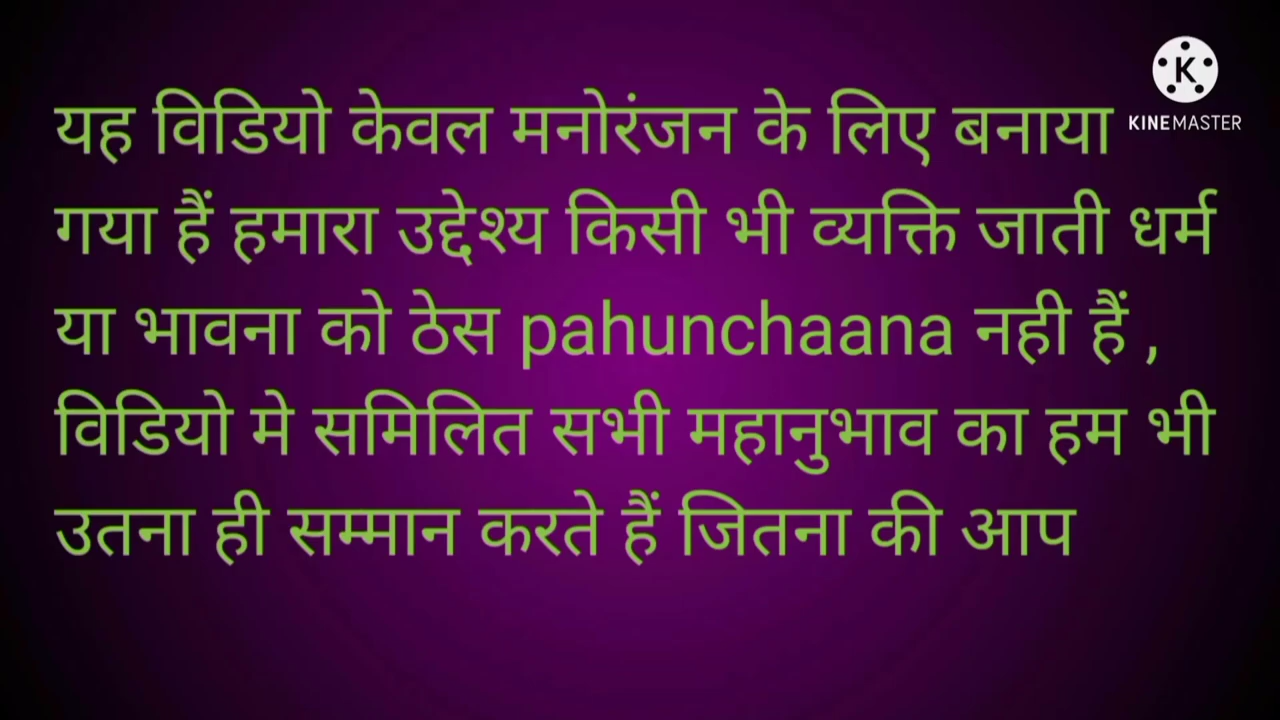 यह विडियो केवल मनोरंजन के लिए बनाया
गया हैं हमारा उद्देश्य किसी भी व्यक्ति जाती धर्म
या भावना को ठेस pahunchaana नही हैं ,
विडियो मे समिलित सभी महानुभाव का हम भी
उतना ही सम्मान करते हैं जितना की आप
K
KINEMASTER